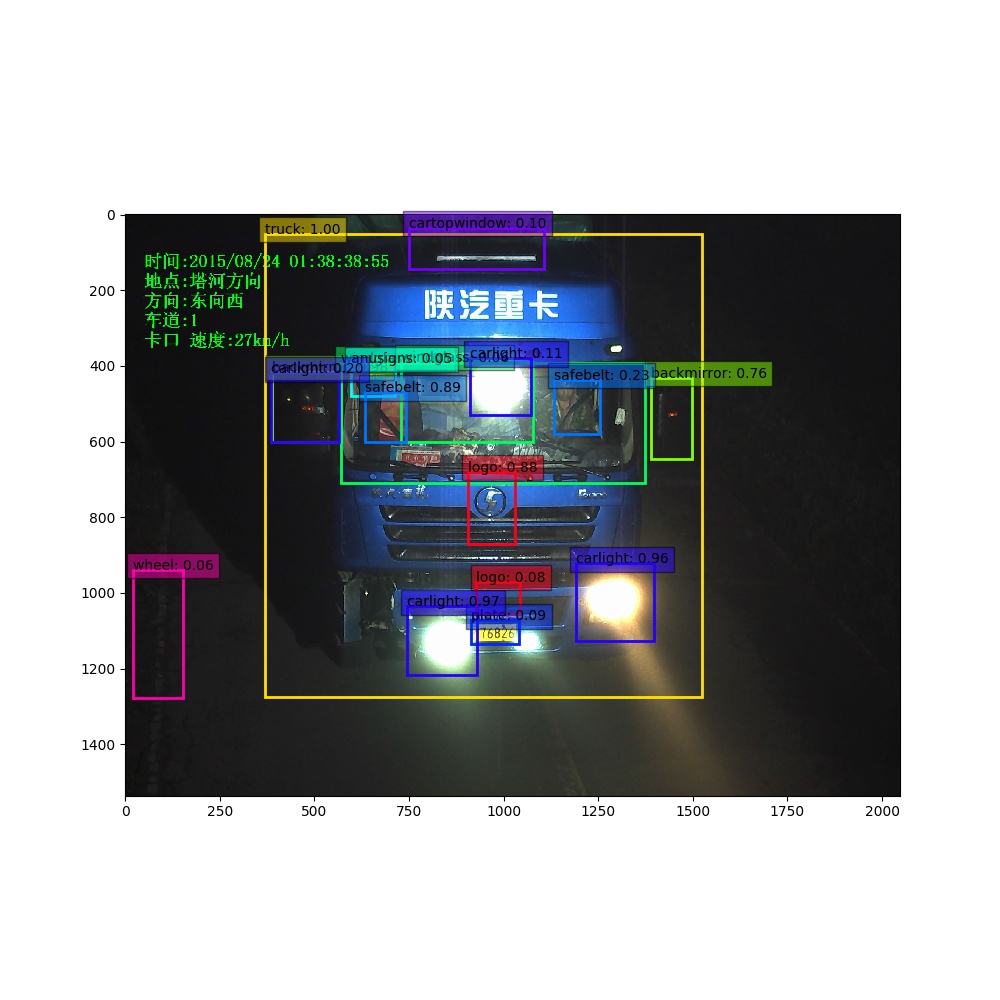 0
200
400
600
800
1000
1200
1400
0
250
500
750
1000
1250
1500
1750
2000
cartopwindow: 0.10
truck: 1.00
时间:2015/08/24 01:38:38:55
地点:塔河方向
方向:东向西
车道:1
卡口 速度:27km/h
陕汽重卡
carlight: 0.11
0.20
safebelt: 0.89
safebelt: 0.23
backmirror: 0.76
logo: 0.88
carlight: 0.96
wheel: 0.06
logo: 0.08
carlight: 0.97
plate: 0.09
76826